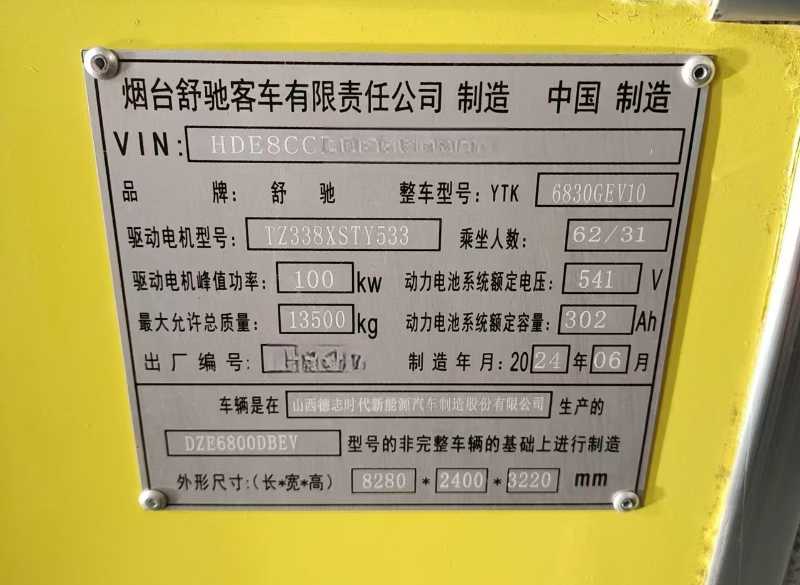 烟台舒驰客车有限责任公司 制造 中国 制造
VIN: HDE8CC
品牌: 舒驰 整车型号: YTK 6830GEV10
驱动电机型号: TZ338XSTY533 乘坐人数: 62/31
驱动电机峰值功率: 100 kw 动力电池系统额定电压: 541 V
最大允许总质量: 13500 kg 动力电池系统额定容量: 302 Ah
出厂编号: 制造年月: 2024年06月
车辆是在 山西德志时代新能源汽车制造股份有限公司 生产的
DZE6800DBEV 型号的非完整车辆的基础上进行制造
外形尺寸:(长*宽*高) 8280 * 2400 * 3220 mm